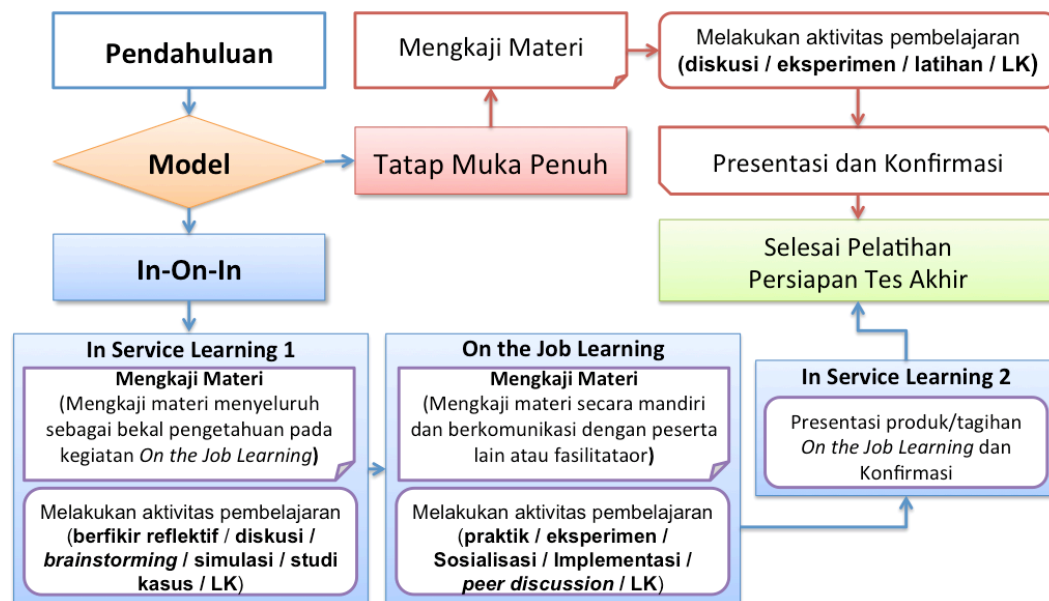 Pendahuluan
Model
Tatap Muka Penuh
Mengkaji Materi
Melakukan aktivitas pembelajaran
(diskusi / eksperimen / latihan / LK)
Presentasi dan Konfirmasi
Selesai Pelatihan
Persiapan Tes Akhir
In-On-In
In Service Learning 1
Mengkaji Materi
(Mengkaji materi menyeluruh
sebagai bekal pengetahuan pada
kegiatan On the Job Learning)
Melakukan aktivitas pembelajaran
(berfikir reflektif / diskusi /
brainstorming / simulasi / studi
kasus / LK)
On the Job Learning
Mengkaji Materi
(Mengkaji materi secara mandiri
dan berkomunikasi dengan peserta
lain atau fasilitataor)
Melakukan aktivitas pembelajaran
(praktik / eksperimen /
Sosialisasi / Implementasi /
peer discussion / LK)
In Service Learning 2
Presentasi produk/tagihan
On the Job Learning dan
Konfirmasi